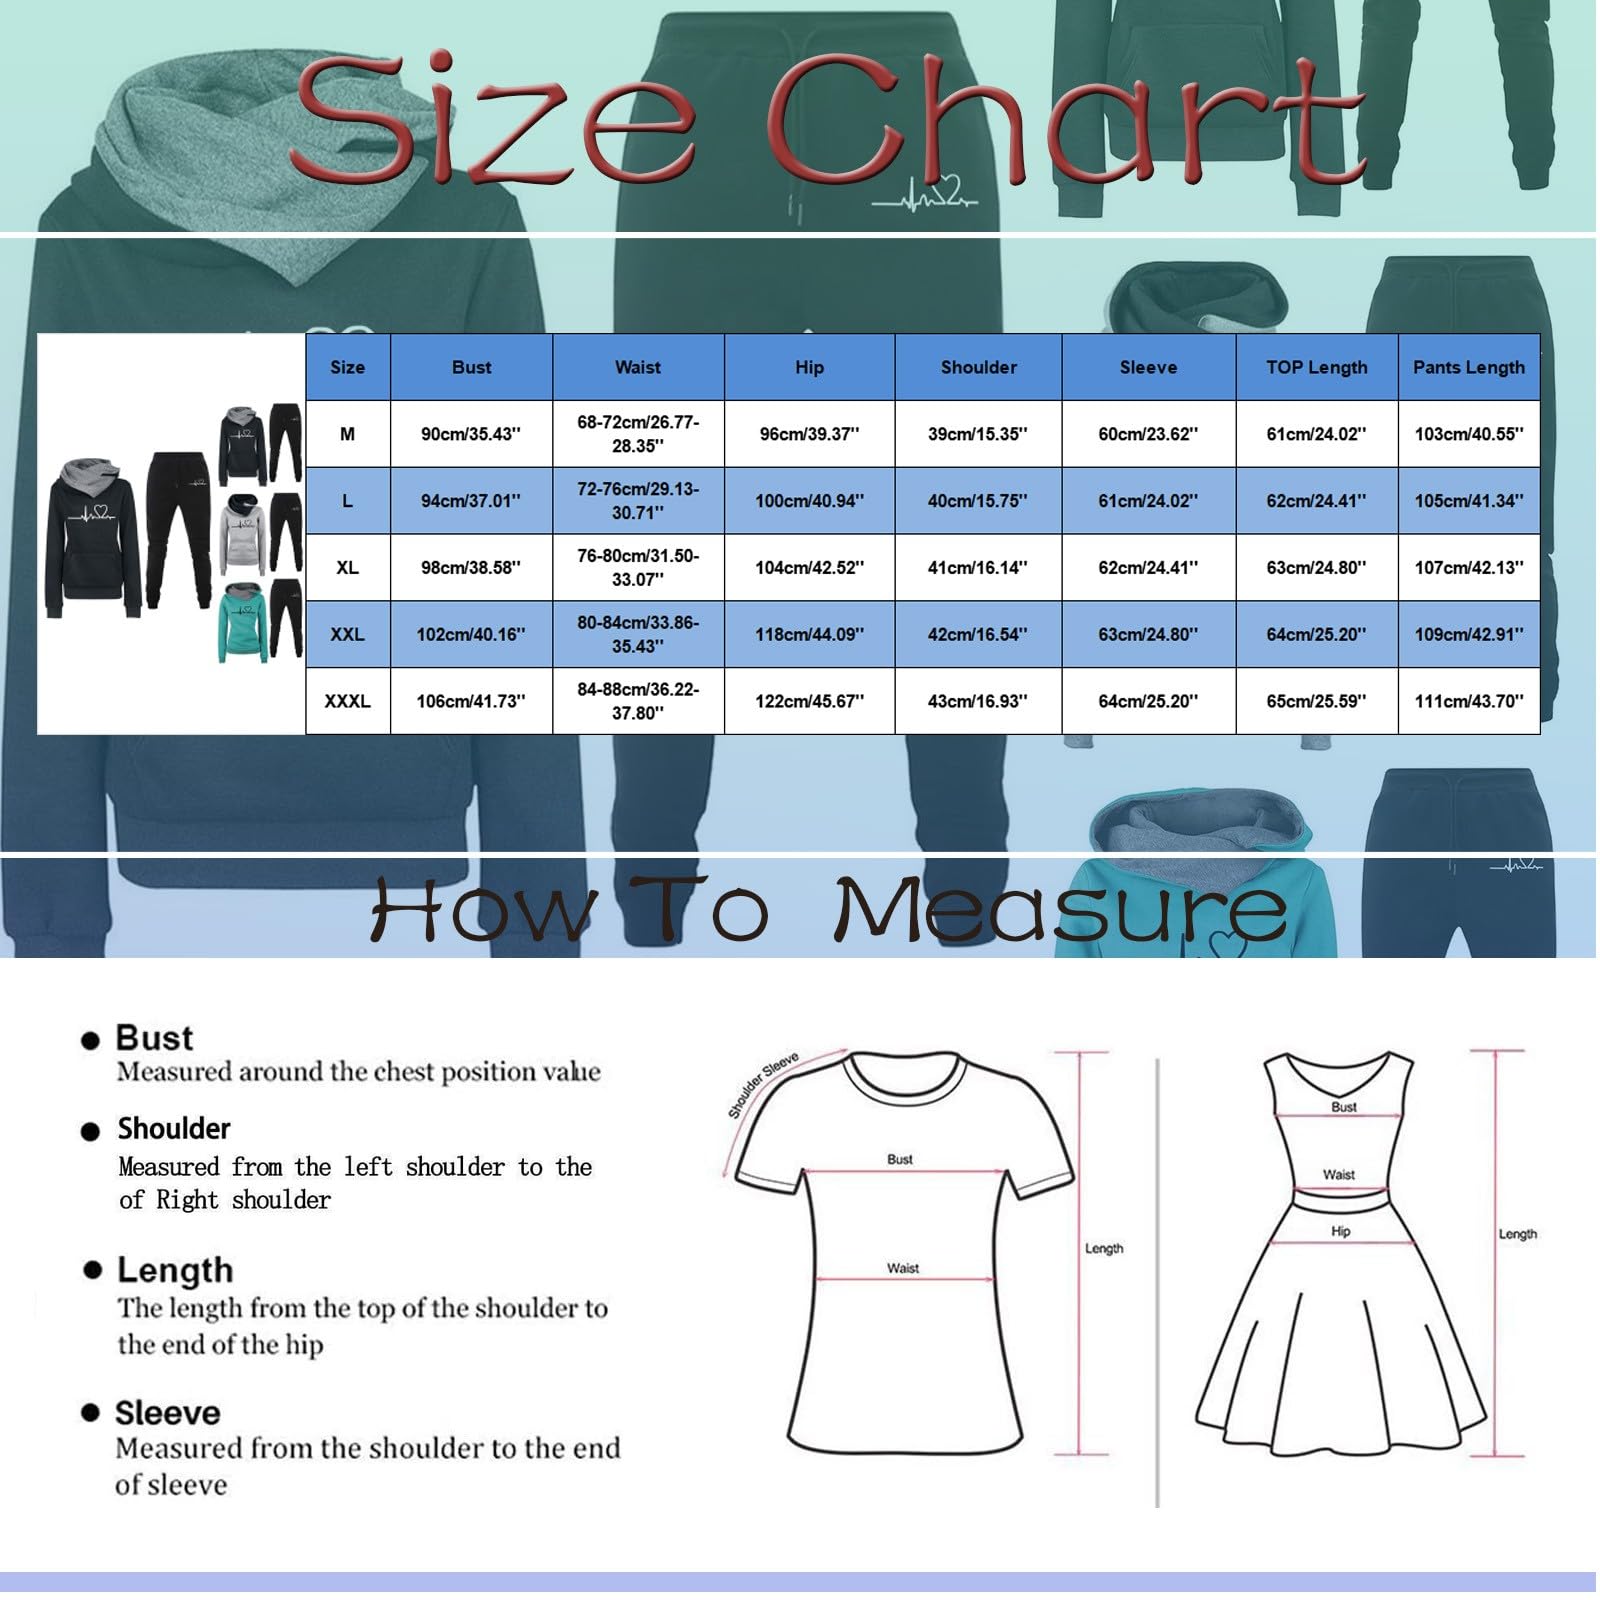 Size Chart
Size Bust Waist Hip Shoulder Sleeve TOP Length Pants Length
M 90cm/35.43'' 68-72cm/26.77-28.35'' 96cm/39.37'' 39cm/15.35'' 60cm/23.62'' 61cm/24.02'' 103cm/40.55''
L 94cm/37.01'' 72-76cm/29.13-30.71'' 100cm/40.94'' 40cm/15.75'' 61cm/24.02'' 62cm/24.41'' 105cm/41.34''
XL 98cm/38.58'' 76-80cm/31.50-33.07'' 104cm/42.52'' 41cm/16.14'' 62cm/24.41'' 63cm/24.80'' 107cm/42.13''
XXL 102cm/40.16'' 80-84cm/33.86-35.43'' 118cm/44.09'' 42cm/16.54'' 63cm/24.80'' 64cm/25.20'' 109cm/42.91''
XXXL 106cm/41.73'' 84-88cm/36.22-37.80'' 122cm/45.67'' 43cm/16.93'' 64cm/25.20'' 65cm/25.59'' 111cm/43.70''
How To Measure
Bust
Measured around the chest position value
Shoulder
Measured from the left shoulder to the
of Right shoulder
Length
The length from the top of the shoulder to
the end of the hip
Sleeve
Measured from the shoulder to the end
of sleeve
Shoulder Sleeve
Bust
Waist
Length
Bust
Waist
Hip
Length